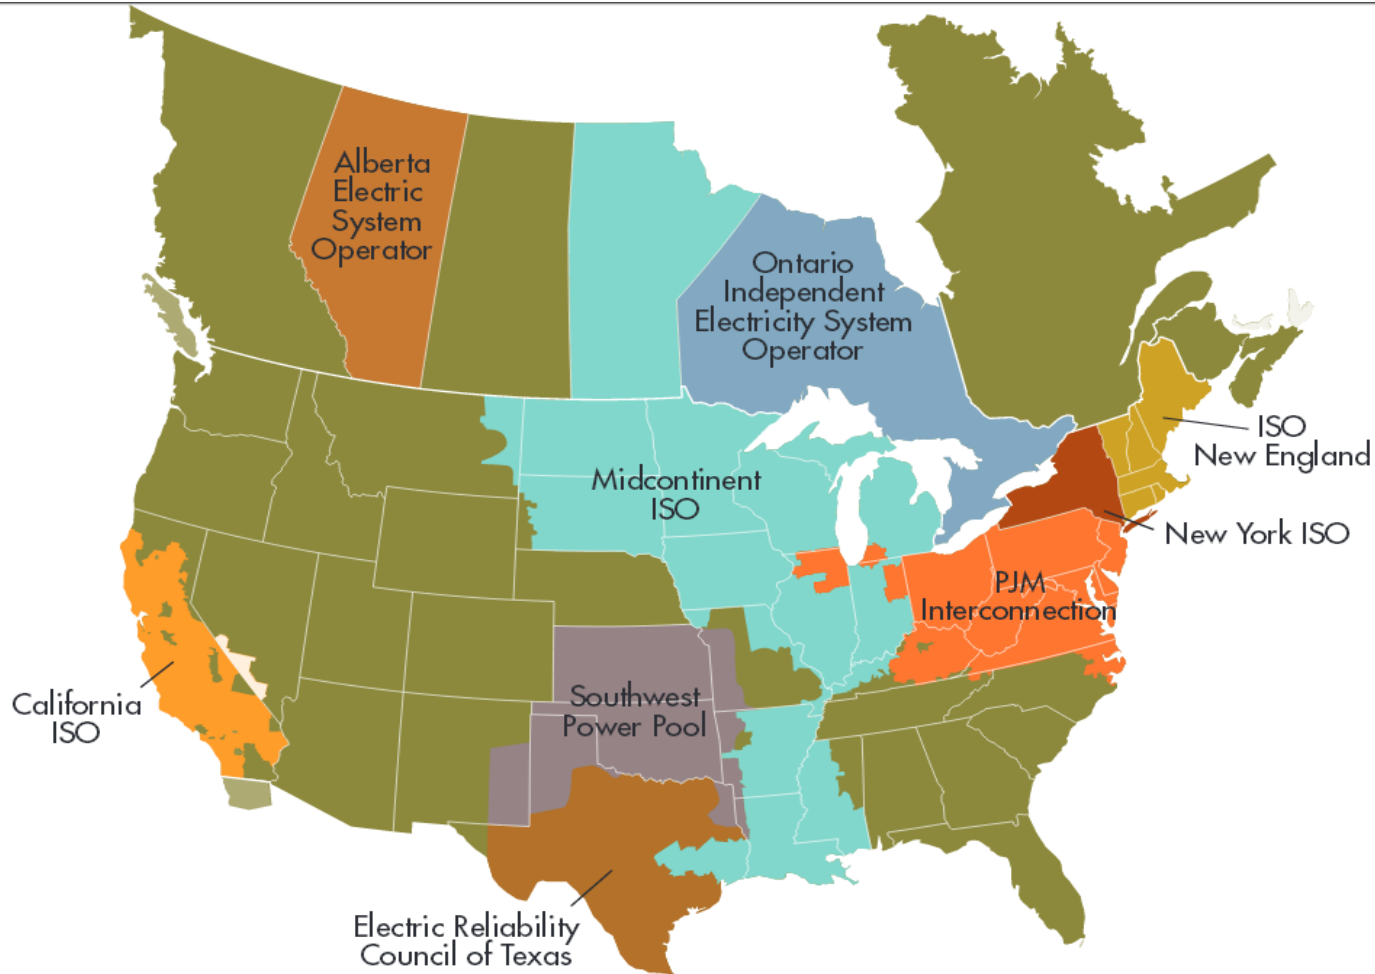 Alberta
Electric
System
Operator
Ontario
Independent
Electricity System
Operator
ISO
New England
Midcontinent
ISO
New York ISO
PJM
Interconnection
California
ISO
Southwest
Power Pool
Electric Reliability
Council of Texas